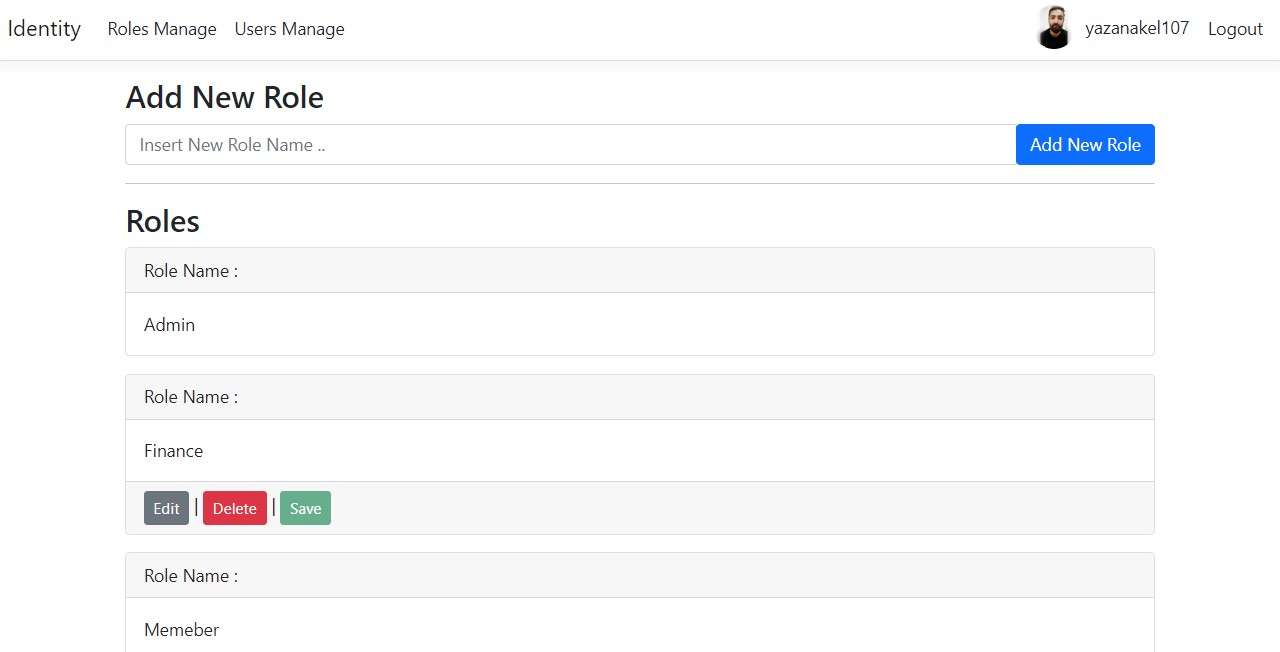 Identity Roles Manage Users Manage yazanakel107 Logout
Add New Role
Insert New Role Name .. Add New Role
Roles
Role Name :
Admin
Role Name :
Finance
Edit | Delete | Save
Role Name :
Memeber